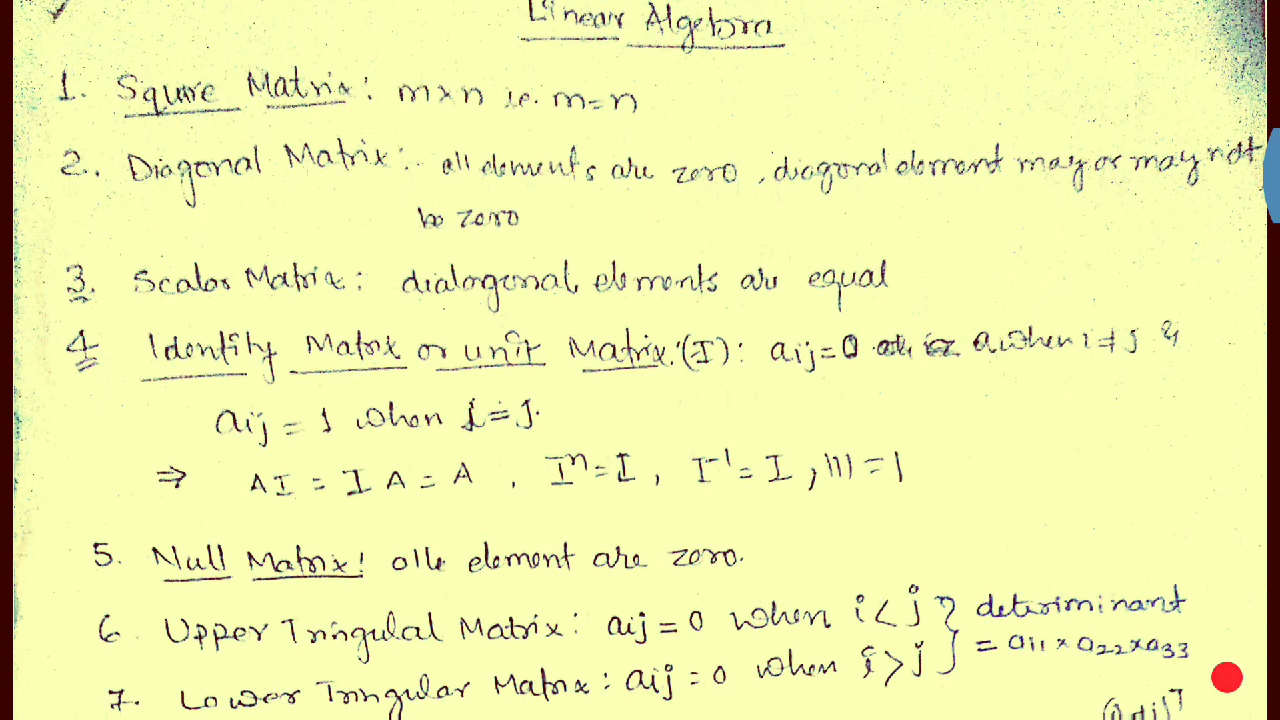 Linear Algebra
1. Square Matrix: m×n i.e. m=n
2. Diagonal Matrix: all elements are zero, diagonal element may or may not
be zero
3. Scalar Matrix: dialogonal elements are equal
4 Identity Matrix or unit Matrix:(I): aij=0 when i≠j &
aij = 1 when i=j.
⇒ AI = IA = A , Iⁿ=I, I⁻¹=I, |I|=1
5. Null Matrix: element are zero.
6. Upper Tringulal Matrix: aij=0 when i<j } determinant
= a11×a22×a33
7. Lower Tringular Matrix: aij=0 when i>j